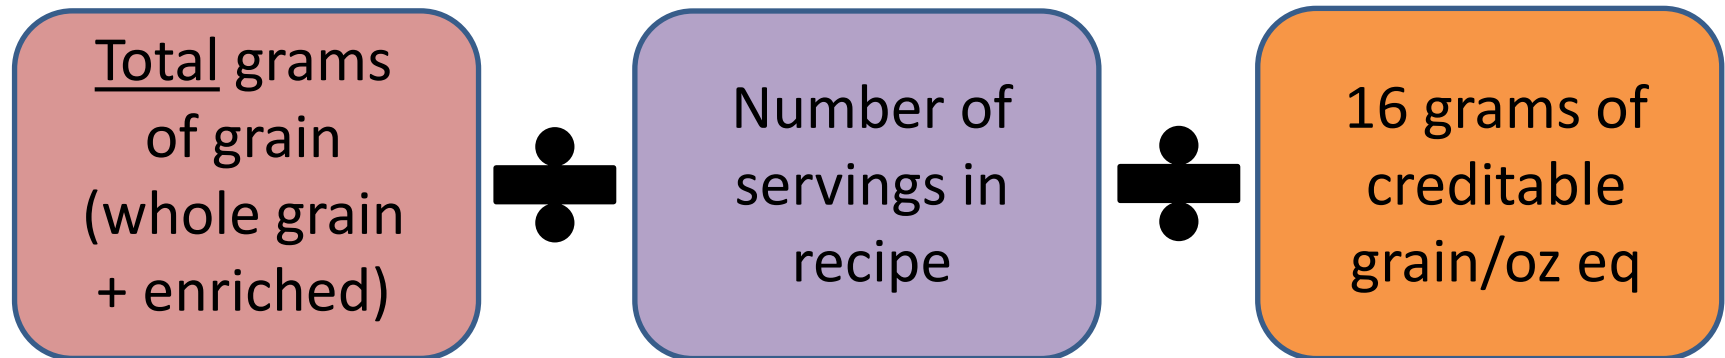 Total grams
of grain
(whole grain
+ enriched)
÷
Number of
servings in
recipe
÷
16 grams of
creditable
grain/oz eq